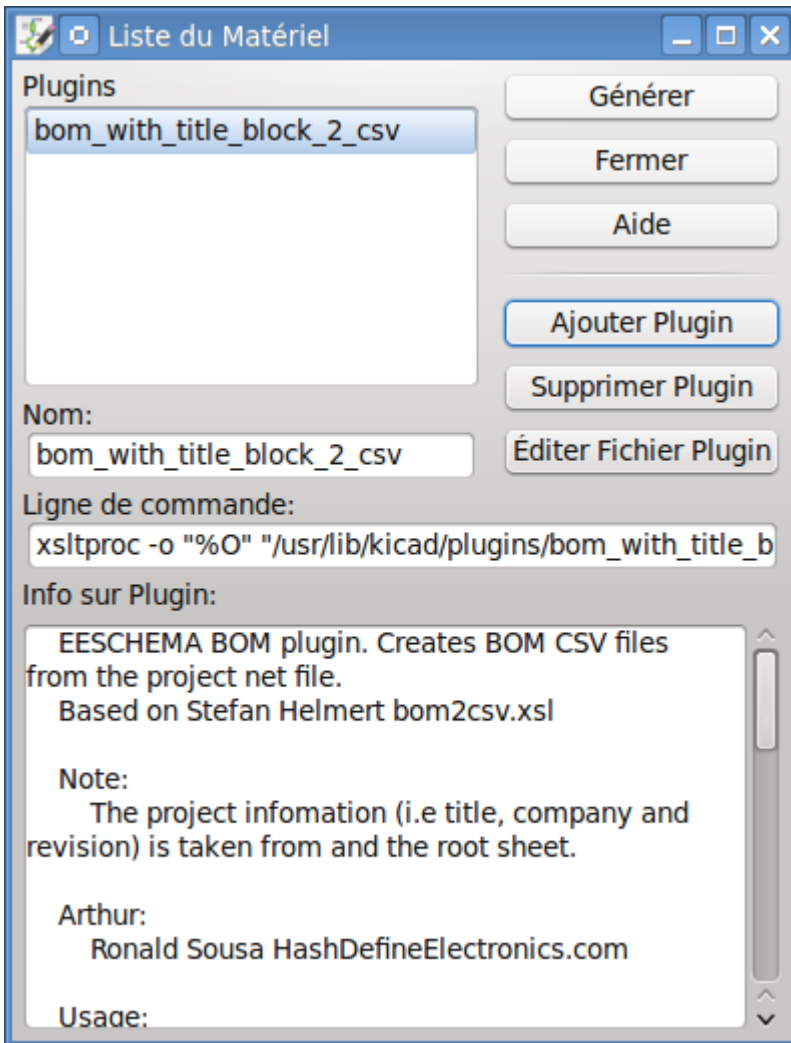 Liste du Matériel
Plugins
bom_with_title_block_2_csv
Générer
Fermer
Aide
Ajouter Plugin
Supprimer Plugin
Éditer Fichier Plugin
Nom:
bom_with_title_block_2_csv
Ligne de commande:
xsltproc -o "%O" "/usr/lib/kicad/plugins/bom_with_title_b
Info sur Plugin:
EESCHEMA BOM plugin. Creates BOM CSV files
from the project net file.
Based on Stefan Helmert bom2csv.xsl
Note:
The project infomation (i.e title, company and
revision) is taken from and the root sheet.
Arthur:
Ronald Sousa HashDefineElectronics.com
Usage: